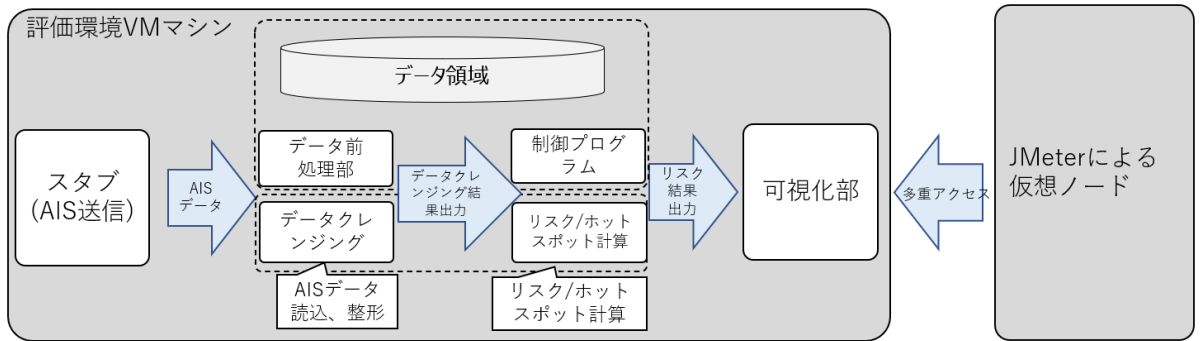 評価環境VMマシン
データ領域
スタブ
(AIS送信)
AIS
データ
データ前
処理部
データクレ
ンジング
AISデータ
読込、整形
データクレ
ンジング結
果出力
制御プログ
ラム
リスク/ホット
スポット計算
リスク/ホット
スポット計算
リスク
結果
出力
可視化部
多重アクセス
JMeterによる
仮想ノード